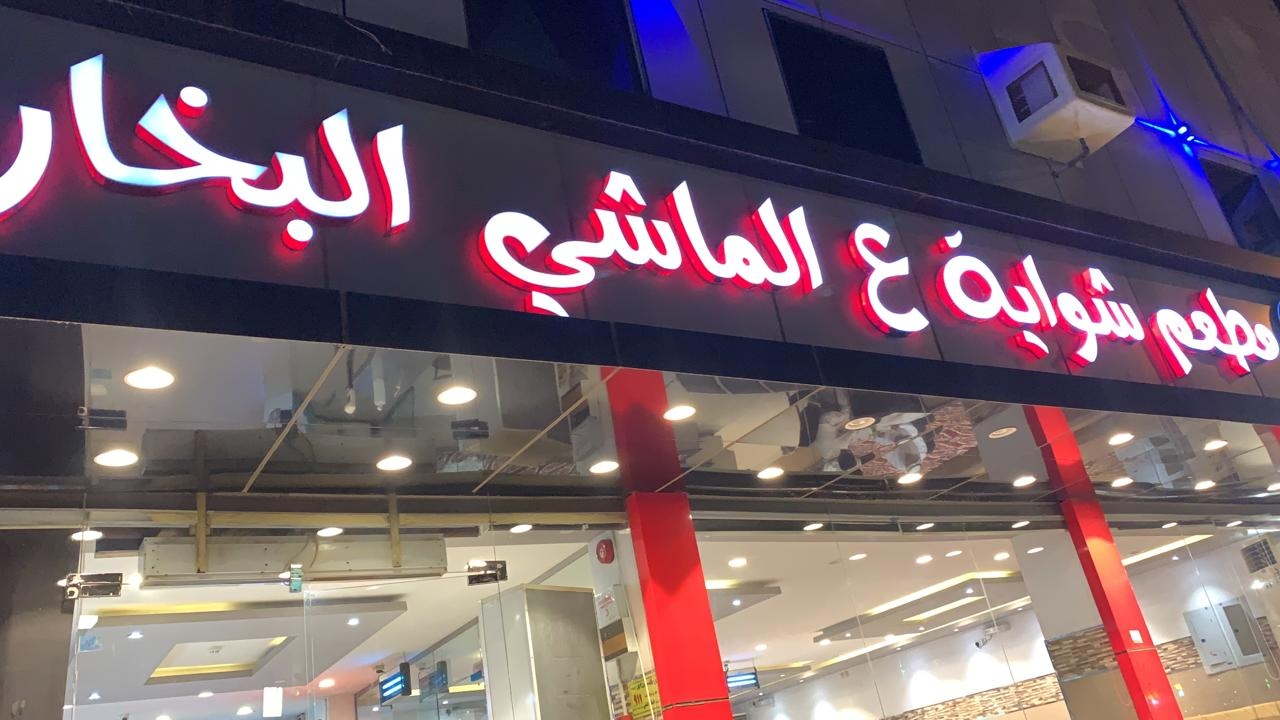 مطعم شواية ع الماشي البخار